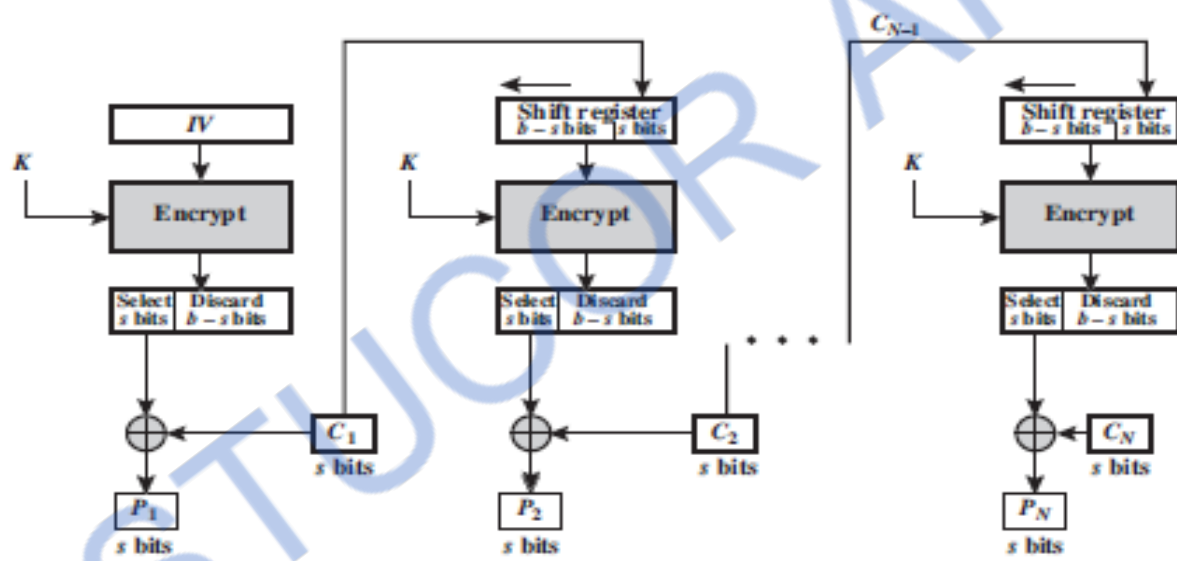 C_{N-1}
IV
Shift register
b – s bits | s bits
Shift register
b – s bits | s bits
K
K
K
Encrypt
Encrypt
Encrypt
Select
s bits
Discard
b – s bits
Select
s bits
Discard
b – s bits
Select
s bits
Discard
b – s bits
• • •
C_1
s bits
C_2
s bits
C_N
s bits
P_1
s bits
P_2
s bits
P_N
s bits
STUCOR